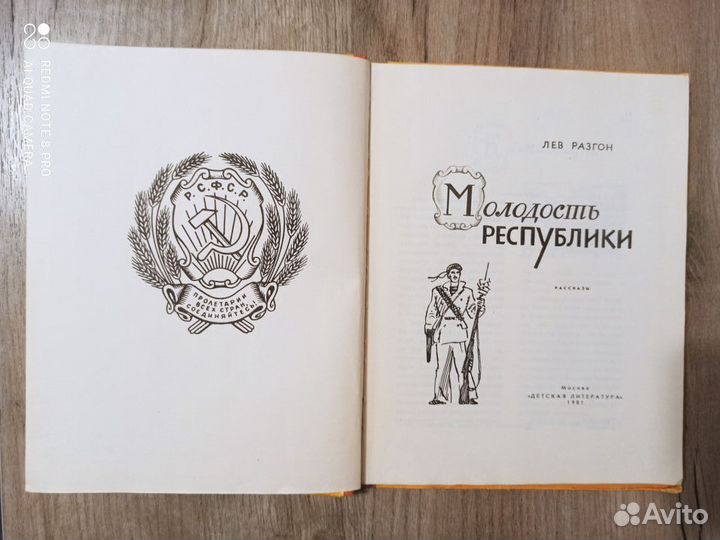 REDMI NOTE 8 PRO
AI QUAD CAMERA
Р.С.Ф.С.Р.
ПРОЛЕТАРИИ
ВСЕХ СТРАН,
СОЕДИНЯЙТЕСЬ!
ЛЕВ РАЗГОН
МОЛОДОСТЬ
РЕСПУБЛИКИ
РАССКАЗЫ
Москва
«ДЕТСКАЯ ЛИТЕРАТУРА»
1981
Avito